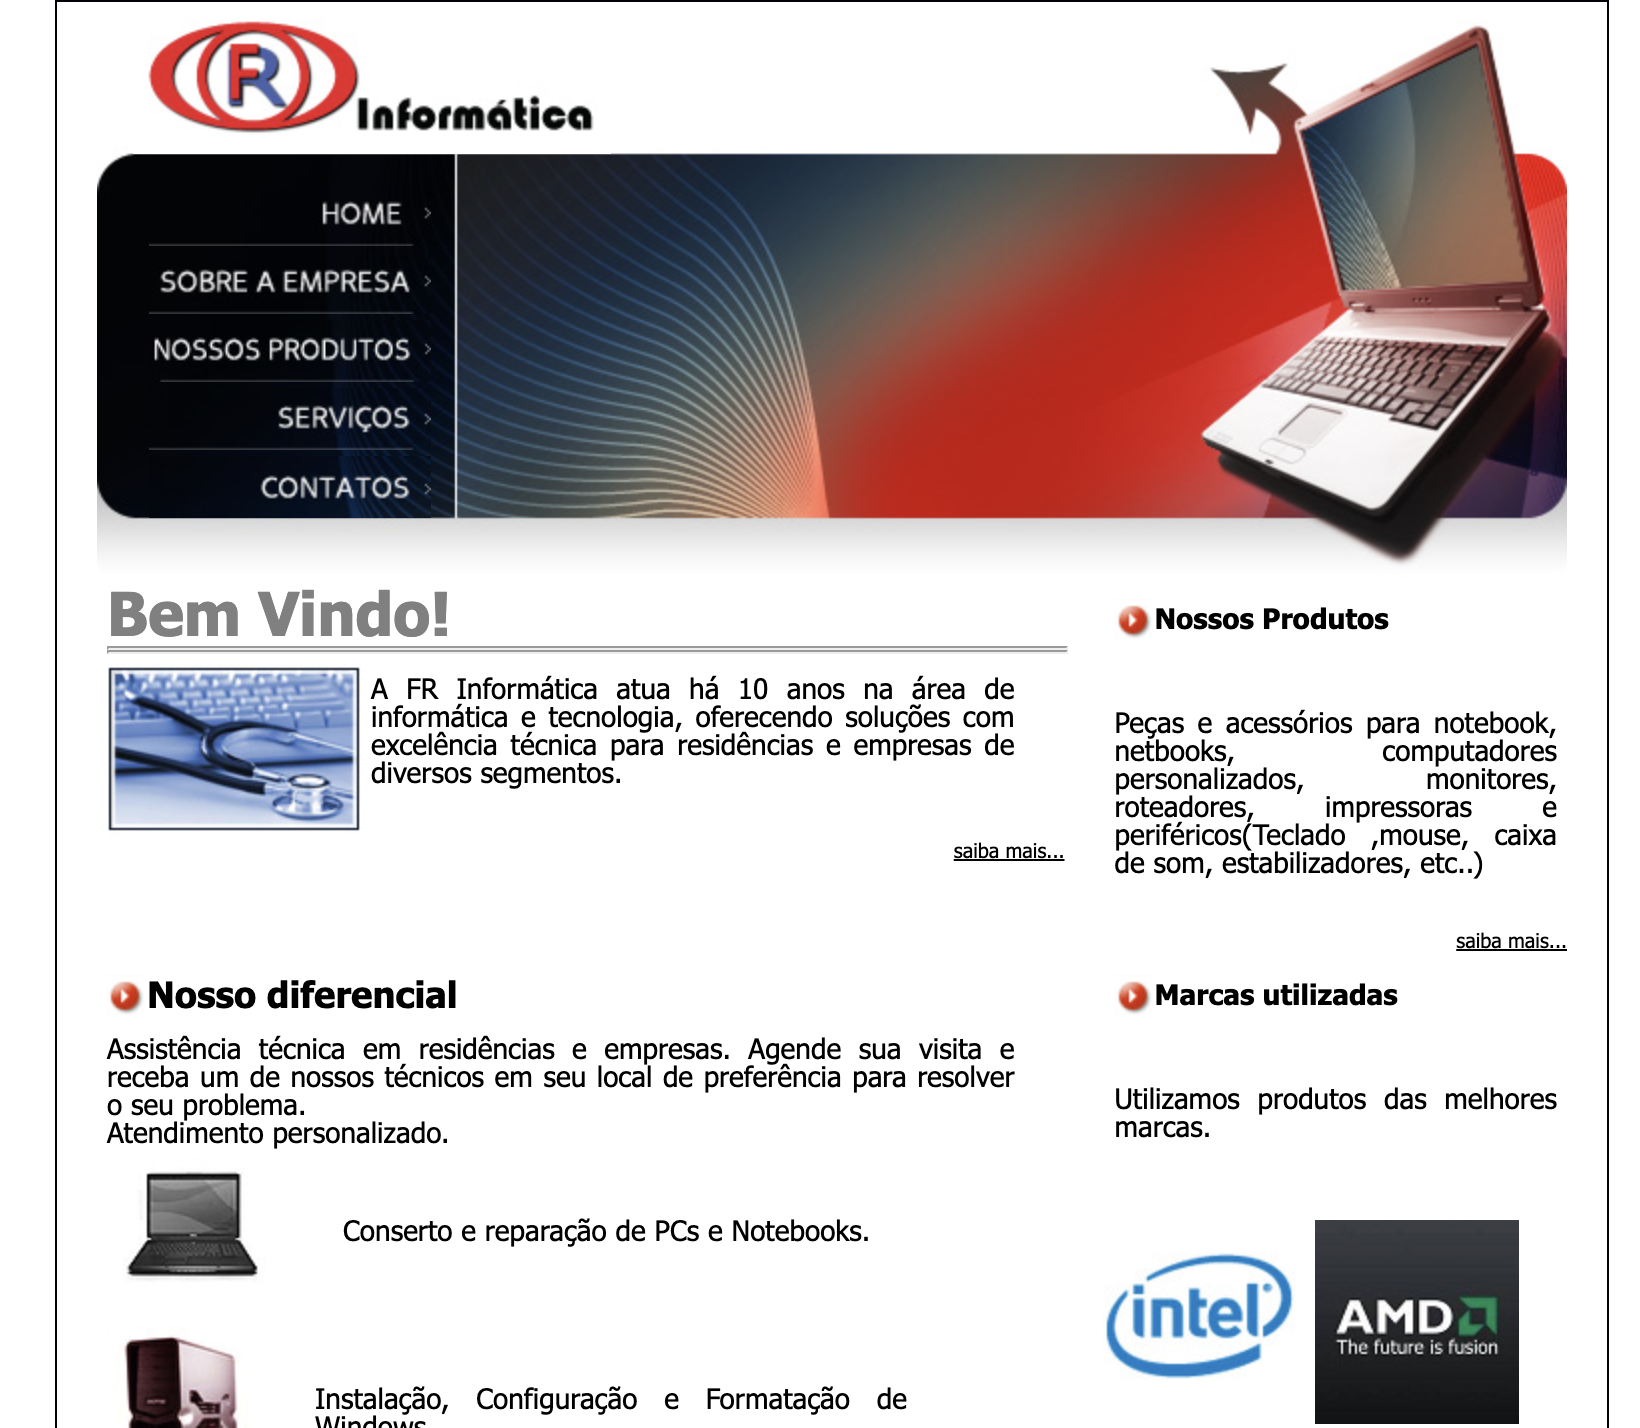 FR Informática
HOME
SOBRE A EMPRESA
NOSSOS PRODUTOS
SERVIÇOS
CONTATOS
Bem Vindo!
A FR Informática atua há 10 anos na área de
informática e tecnologia, oferecendo soluções com
excelência técnica para residências e empresas de
diversos segmentos.
saiba mais...
Nossos Produtos
Peças e acessórios para notebook,
netbooks, computadores
personalizados, monitores,
roteadores, impressoras e
periféricos(Teclado ,mouse, caixa
de som, estabilizadores, etc..)
saiba mais...
Nosso diferencial
Assistência técnica em residências e empresas. Agende sua visita e
receba um de nossos técnicos em seu local de preferência para resolver
o seu problema.
Atendimento personalizado.
Conserto e reparação de PCs e Notebooks.
Instalação, Configuração e Formatação de
Windows
Marcas utilizadas
Utilizamos produtos das melhores
marcas.
intel
AMD
The future is fusion